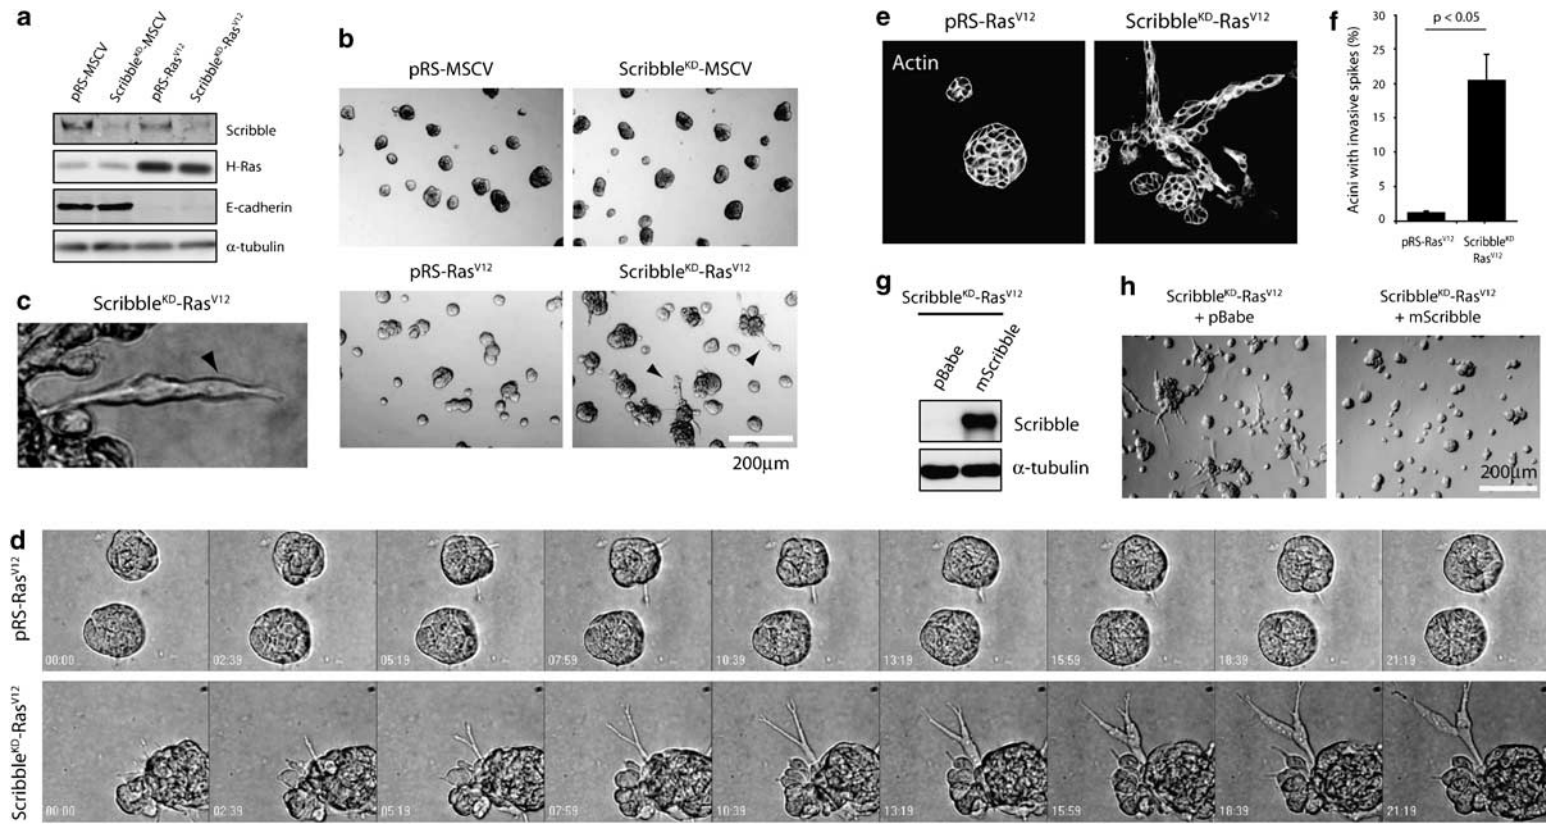 a
pRS-MSCV
Scribble^KD-MSCV
pRS-Ras^V12
Scribble^KD-Ras^V12
Scribble
H-Ras
E-cadherin
α-tubulin
b
pRS-MSCV
Scribble^KD-MSCV
pRS-Ras^V12
Scribble^KD-Ras^V12
200μm
c
Scribble^KD-Ras^V12
d
pRS-Ras^V12
00:00 02:39 05:19 07:59 10:39 13:19 15:59 18:39 21:19
Scribble^KD-Ras^V12
00:00 02:39 05:19 07:59 10:39 13:19 15:59 18:39 21:19
e
pRS-Ras^V12
Scribble^KD-Ras^V12
Actin
f
Acini with invasive spikes (%)
30
25
20
15
10
5
0
p < 0.05
pRS-Ras^V12
Scribble^KD
Ras^V12
g
Scribble^KD-Ras^V12
pBabe
mScribble
Scribble
α-tubulin
h
Scribble^KD-Ras^V12
+ pBabe
Scribble^KD-Ras^V12
+ mScribble
200μm